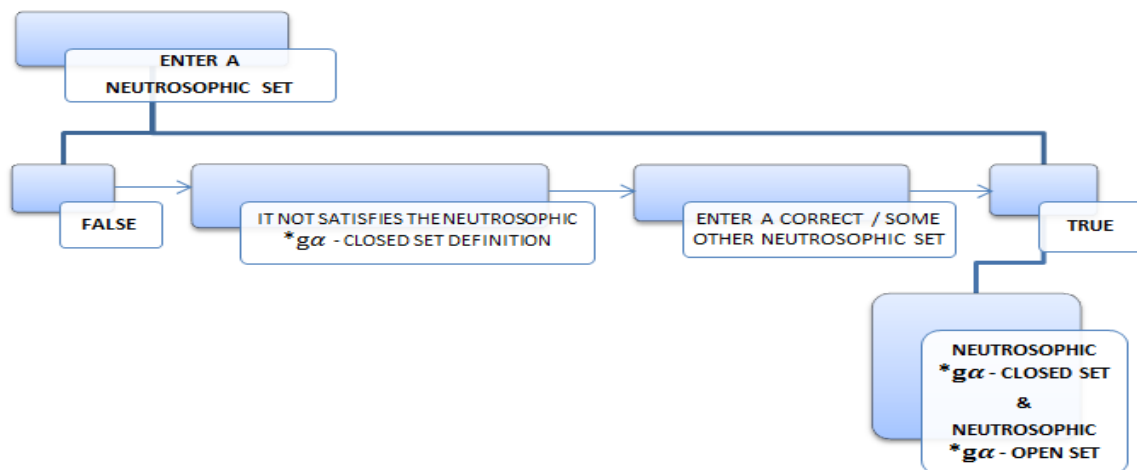 ENTER A
NEUTROSOPHIC SET
FALSE
IT NOT SATISFIES THE NEUTROSOPHIC
*gα - CLOSED SET DEFINITION
ENTER A CORRECT / SOME
OTHER NEUTROSOPHIC SET
TRUE
NEUTROSOPHIC
*gα - CLOSED SET
&
NEUTROSOPHIC
*gα - OPEN SET